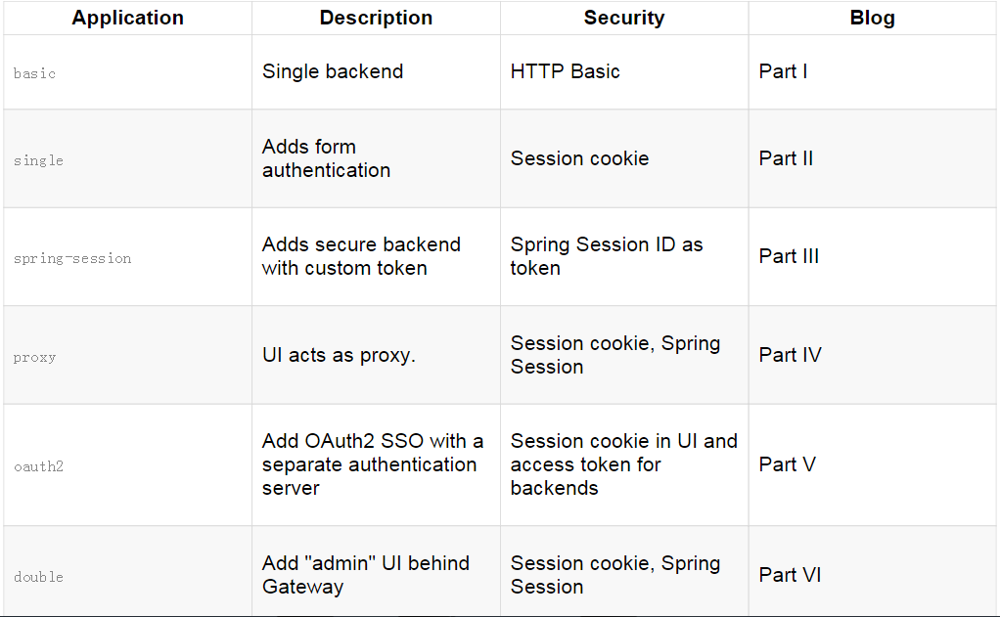 Application Description Security Blog
basic Single backend HTTP Basic Part I
single Adds form authentication Session cookie Part II
spring-session Adds secure backend with custom token Spring Session ID as token Part III
proxy UI acts as proxy. Session cookie, Spring Session Part IV
oauth2 Add OAuth2 SSO with a separate authentication server Session cookie in UI and access token for backends Part V
double Add "admin" UI behind Gateway Session cookie, Spring Session Part VI